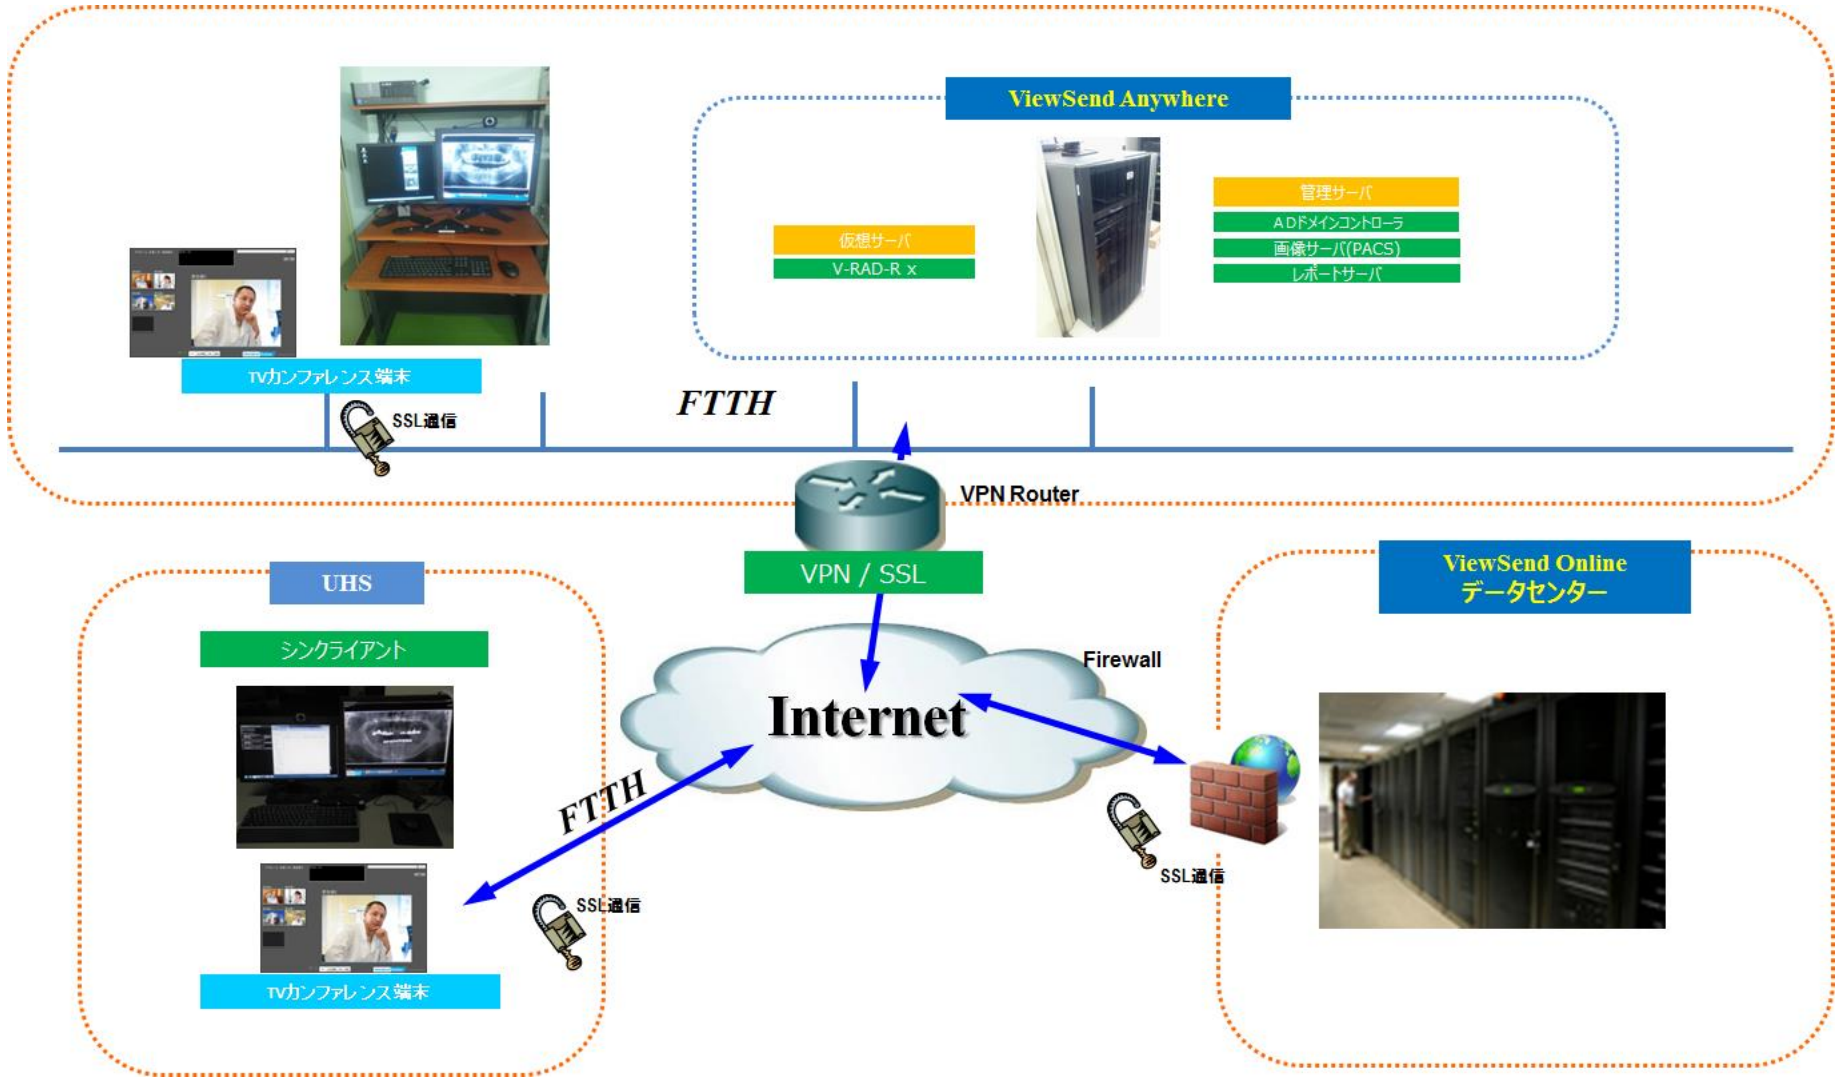 ViewSend Anywhere
管理サーバ
ADドメインコントローラ
画像サーバ(PACS)
レポートサーバ
仮想サーバ
V-RAD-R x
TVカンファレンス端末
SSL通信
FTTH
VPN Router
VPN / SSL
UHS
シンクライアント
TVカンファレンス端末
FTTH
SSL通信
Internet
Firewall
SSL通信
ViewSend Online
データセンター